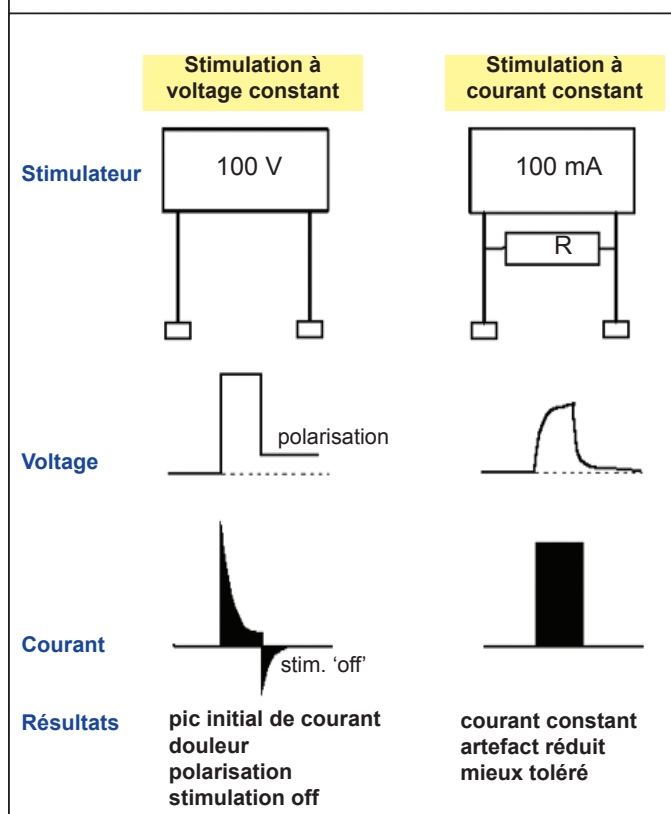 Stimulation à
voltage constant
Stimulation à
courant constant
Stimulateur
100 V
100 mA
R
Voltage
polarisation
Courant
stim. ‘off’
Résultats
pic initial de courant
douleur
polarisation
stimulation off
courant constant
artefact réduit
mieux toléré